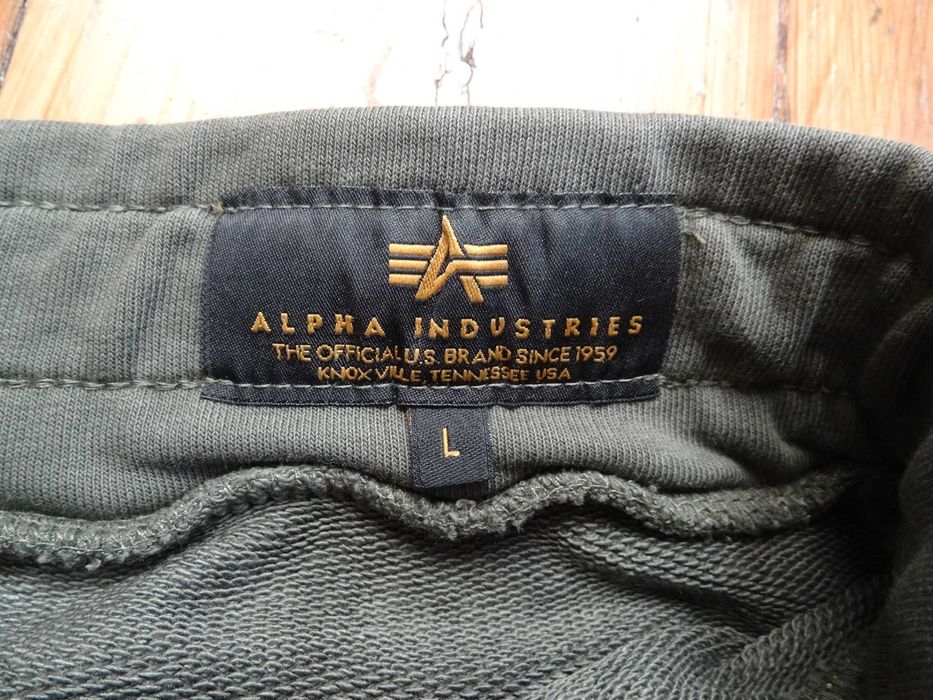 ALPHA INDUSTRIES
THE OFFICIAL U.S. BRAND SINCE 1959
KNOXVILLE, TENNESSEE USA
L